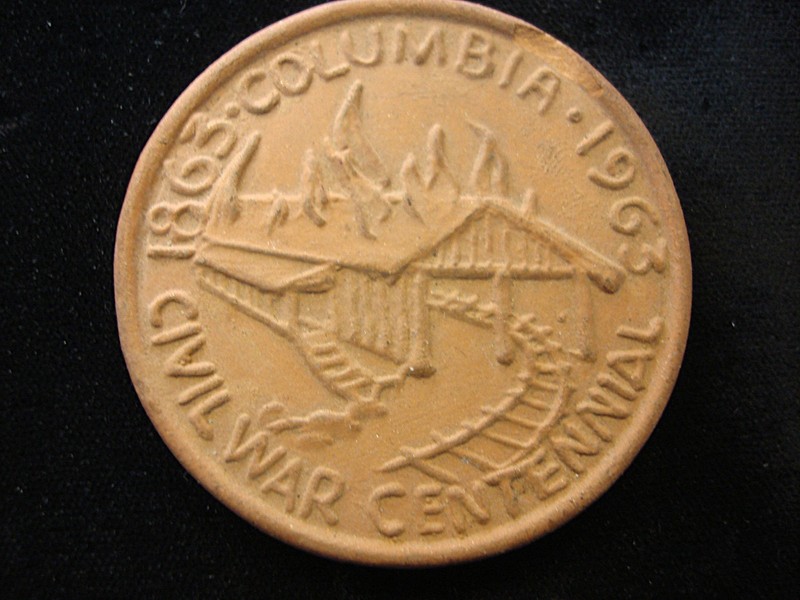 1863 · COLUMBIA · 1963
CIVIL WAR CENTENNIAL